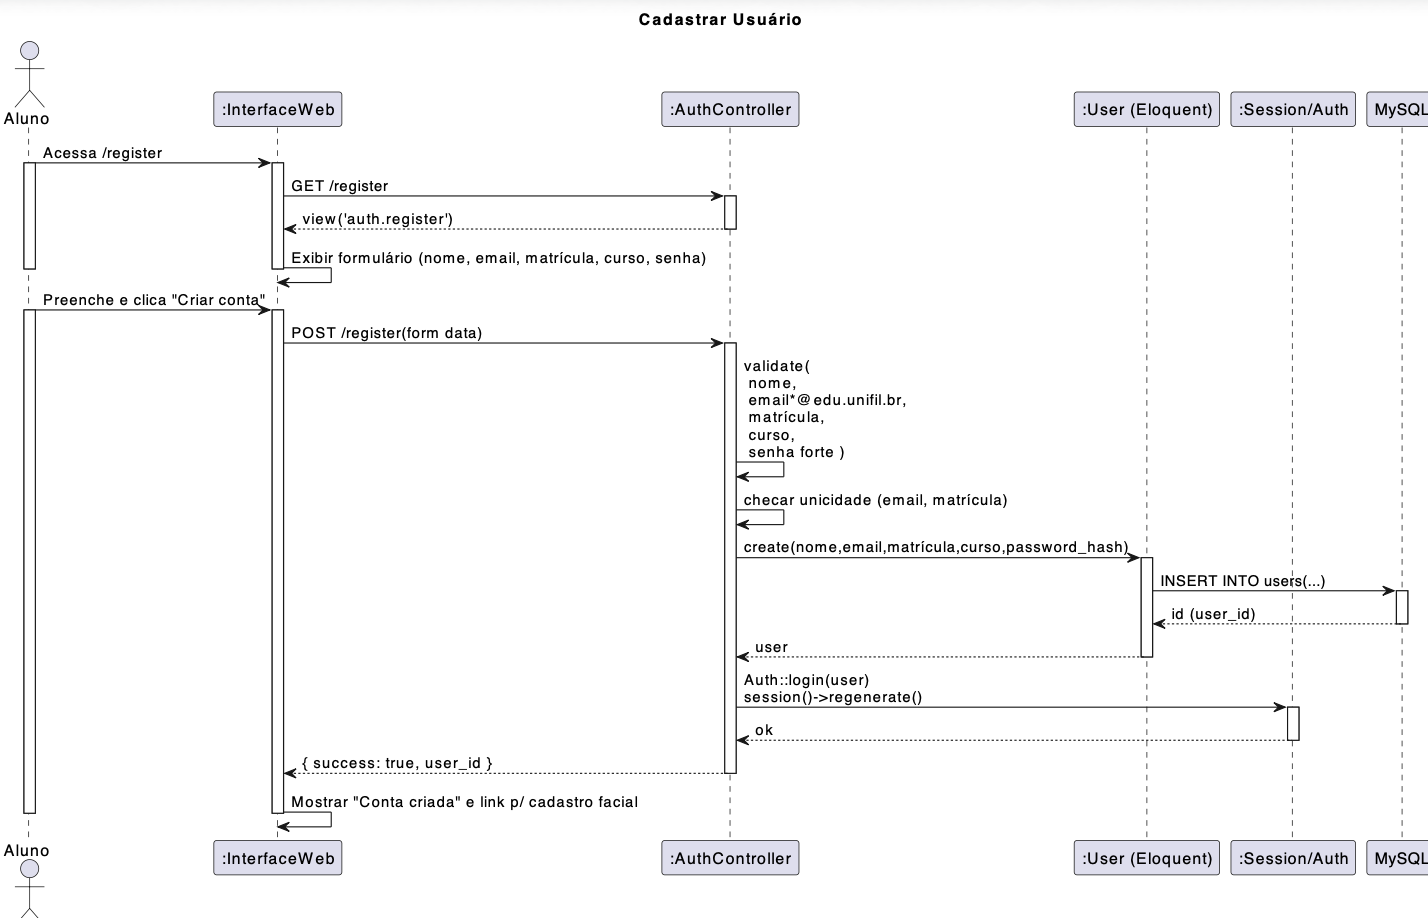 Cadastrar Usuário
Aluno
:InterfaceWeb
:AuthController
:User (Eloquent)
:Session/Auth
MySQL
Acessa /register
GET /register
view('auth.register')
Exibir formulário (nome, email, matrícula, curso, senha)
Preenche e clica "Criar conta"
POST /register(form data)
validate(
nome,
email*@edu.unifil.br,
matrícula,
curso,
senha forte )
checar unicidade (email, matrícula)
create(nome,email,matrícula,curso,password_hash)
INSERT INTO users(...)
id (user_id)
user
Auth::login(user)
session()->regenerate()
ok
{ success: true, user_id }
Mostrar "Conta criada" e link p/ cadastro facial
Aluno
:InterfaceWeb
:AuthController
:User (Eloquent)
:Session/Auth
MySQL